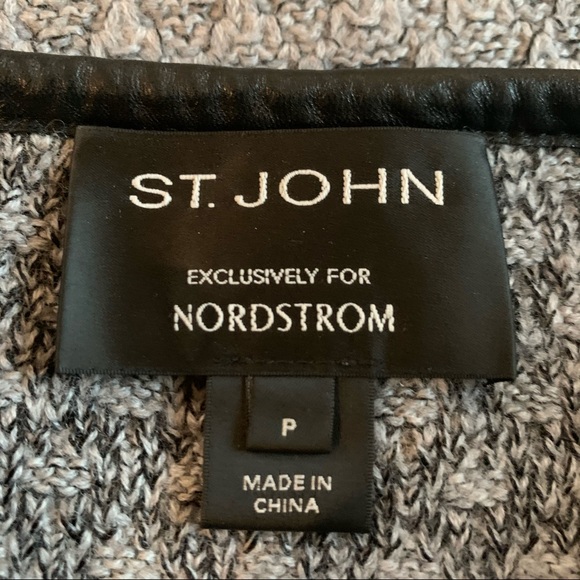 ST. JOHN
EXCLUSIVELY FOR
NORDSTROM
P
MADE IN
CHINA